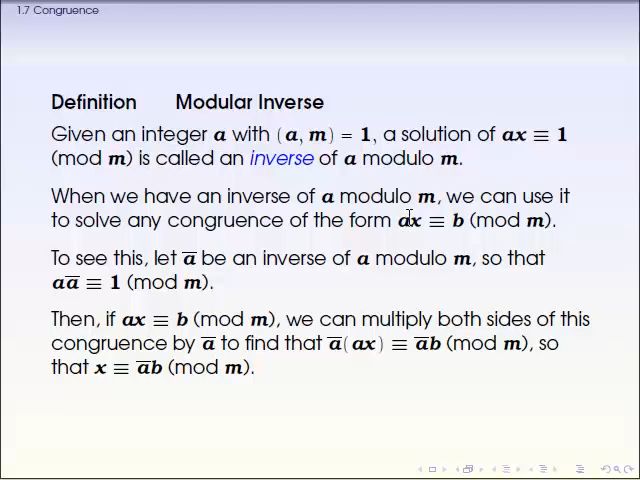 1.7 Congruence
Definition Modular Inverse
Given an integer a with (a, m) = 1, a solution of ax ≡ 1
(mod m) is called an inverse of a modulo m.
When we have an inverse of a modulo m, we can use it
to solve any congruence of the form ax ≡ b (mod m).
To see this, let a̅ be an inverse of a modulo m, so that
aa̅ ≡ 1 (mod m).
Then, if ax ≡ b (mod m), we can multiply both sides of this
congruence by a̅ to find that a̅(ax) ≡ a̅b (mod m), so
that x ≡ a̅b (mod m).